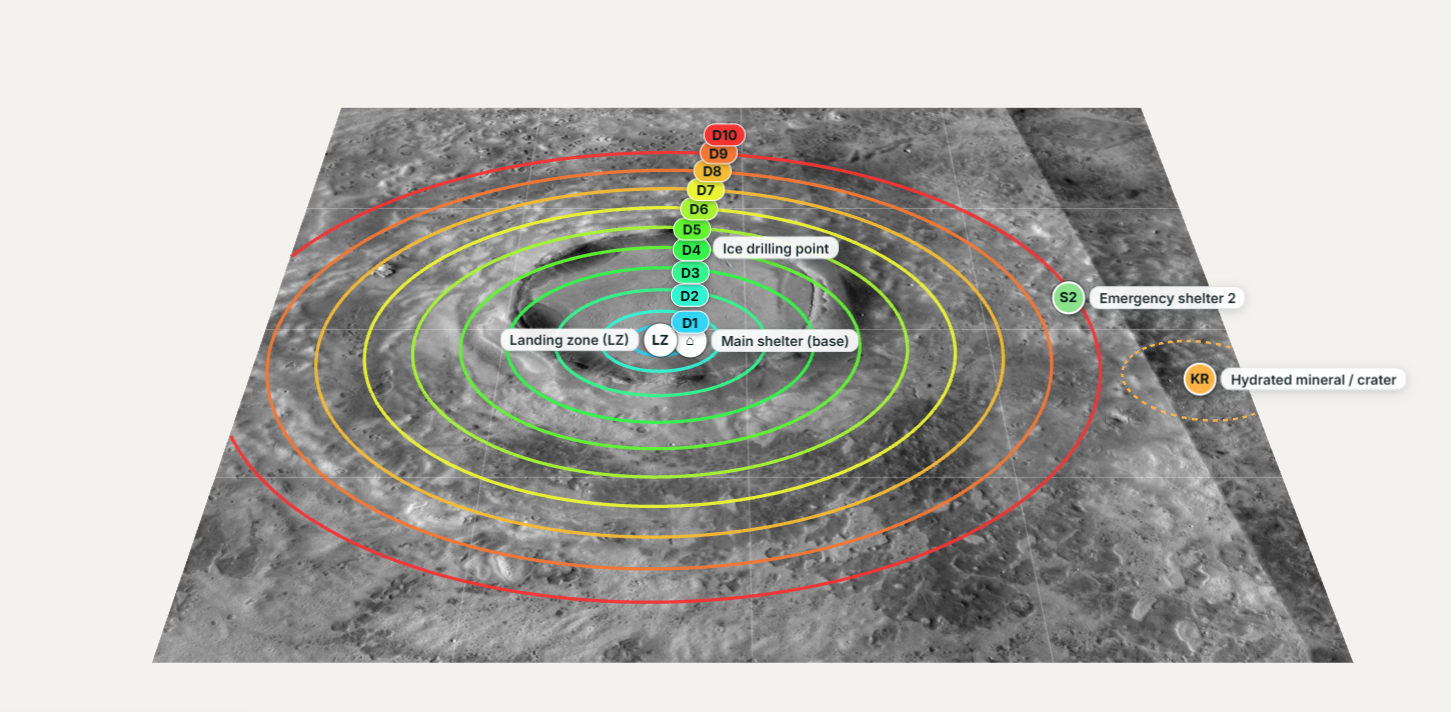 D10
D9
D8
D7
D6
D5
D4 Ice drilling point
D3
D2
S2 Emergency shelter 2
D1
Landing zone (LZ) LZ ⌂ Main shelter (base)
KR Hydrated mineral / crater